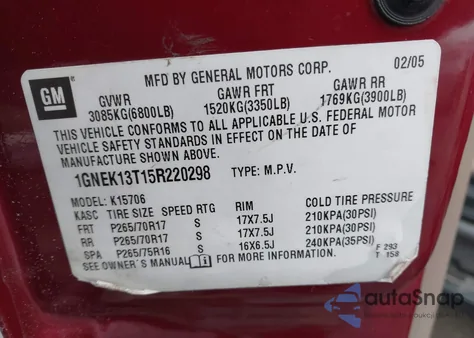 GM
MFD BY GENERAL MOTORS CORP. 02/05
GVWR GAWR FRT GAWR RR
3085KG(6800LB) 1520KG(3350LB) 1769KG(3900LB)
THIS VEHICLE CONFORMS TO ALL APPLICABLE U.S. FEDERAL MOTOR
VEHICLE SAFETY STANDARDS IN EFFECT ON THE DATE OF
MANUFACTURE SHOWN ABOVE.
1GNEK13T15R220298 TYPE: M.P.V.
MODEL: K15706
KASC TIRE SIZE SPEED RTG RIM COLD TIRE PRESSURE
FRT P265/70R17 S 17X7.5J 210KPA(30PSI)
RR P265/70R17 S 17X7.5J 210KPA(30PSI)
SPA P265/75R16 S 16X6.5J 240KPA(35PSI)
SEE OWNER'S MANUAL FOR MORE INFORMATION.
F 293
T 158
autaSnap